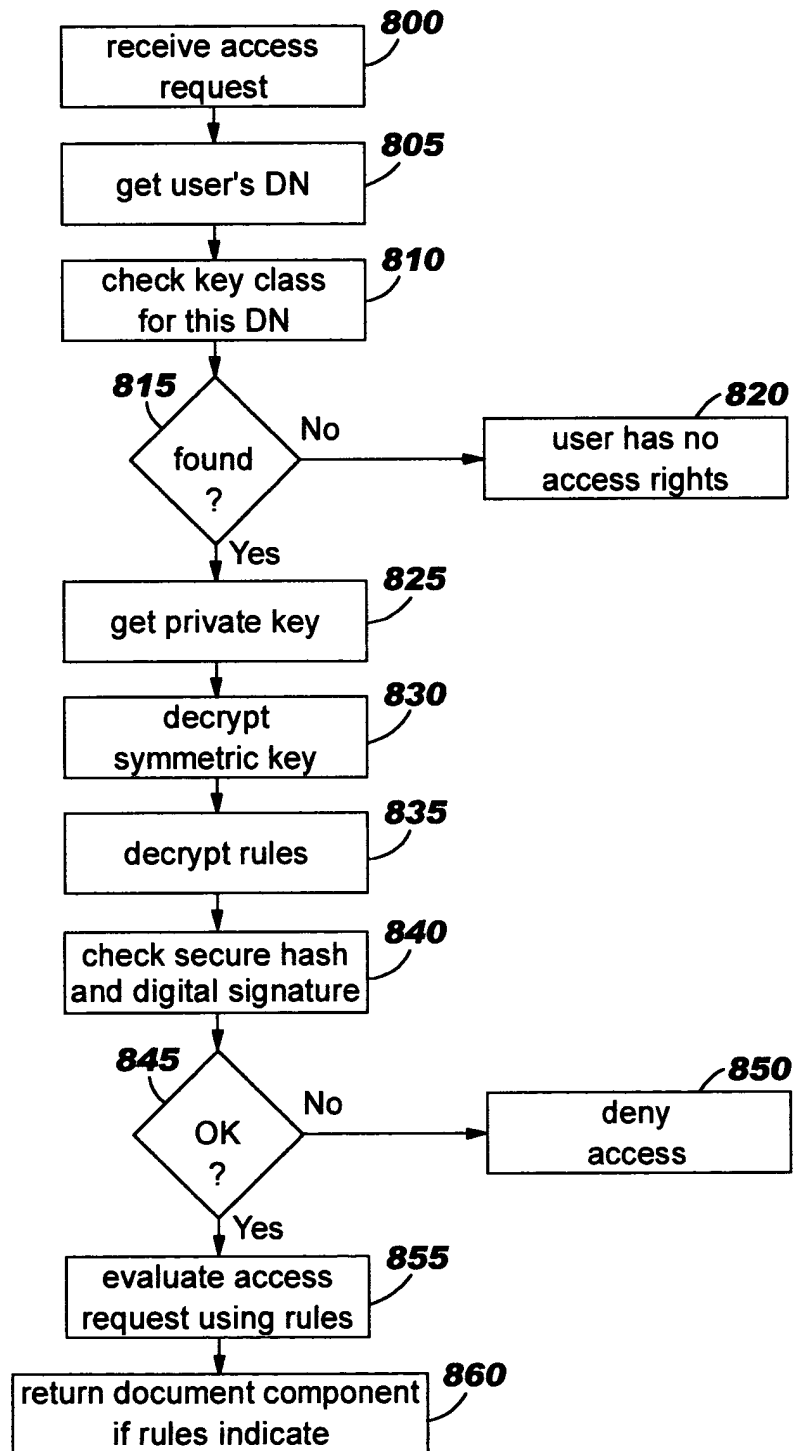 800
receive access
request
805
get user's DN
810
check key class
for this DN
815
found
?
No
820
user has no
access rights
Yes
825
get private key
830
decrypt
symmetric key
835
decrypt rules
840
check secure hash
and digital signature
845
OK
?
No
850
deny
access
Yes
855
evaluate access
request using rules
860
return document component
if rules indicate